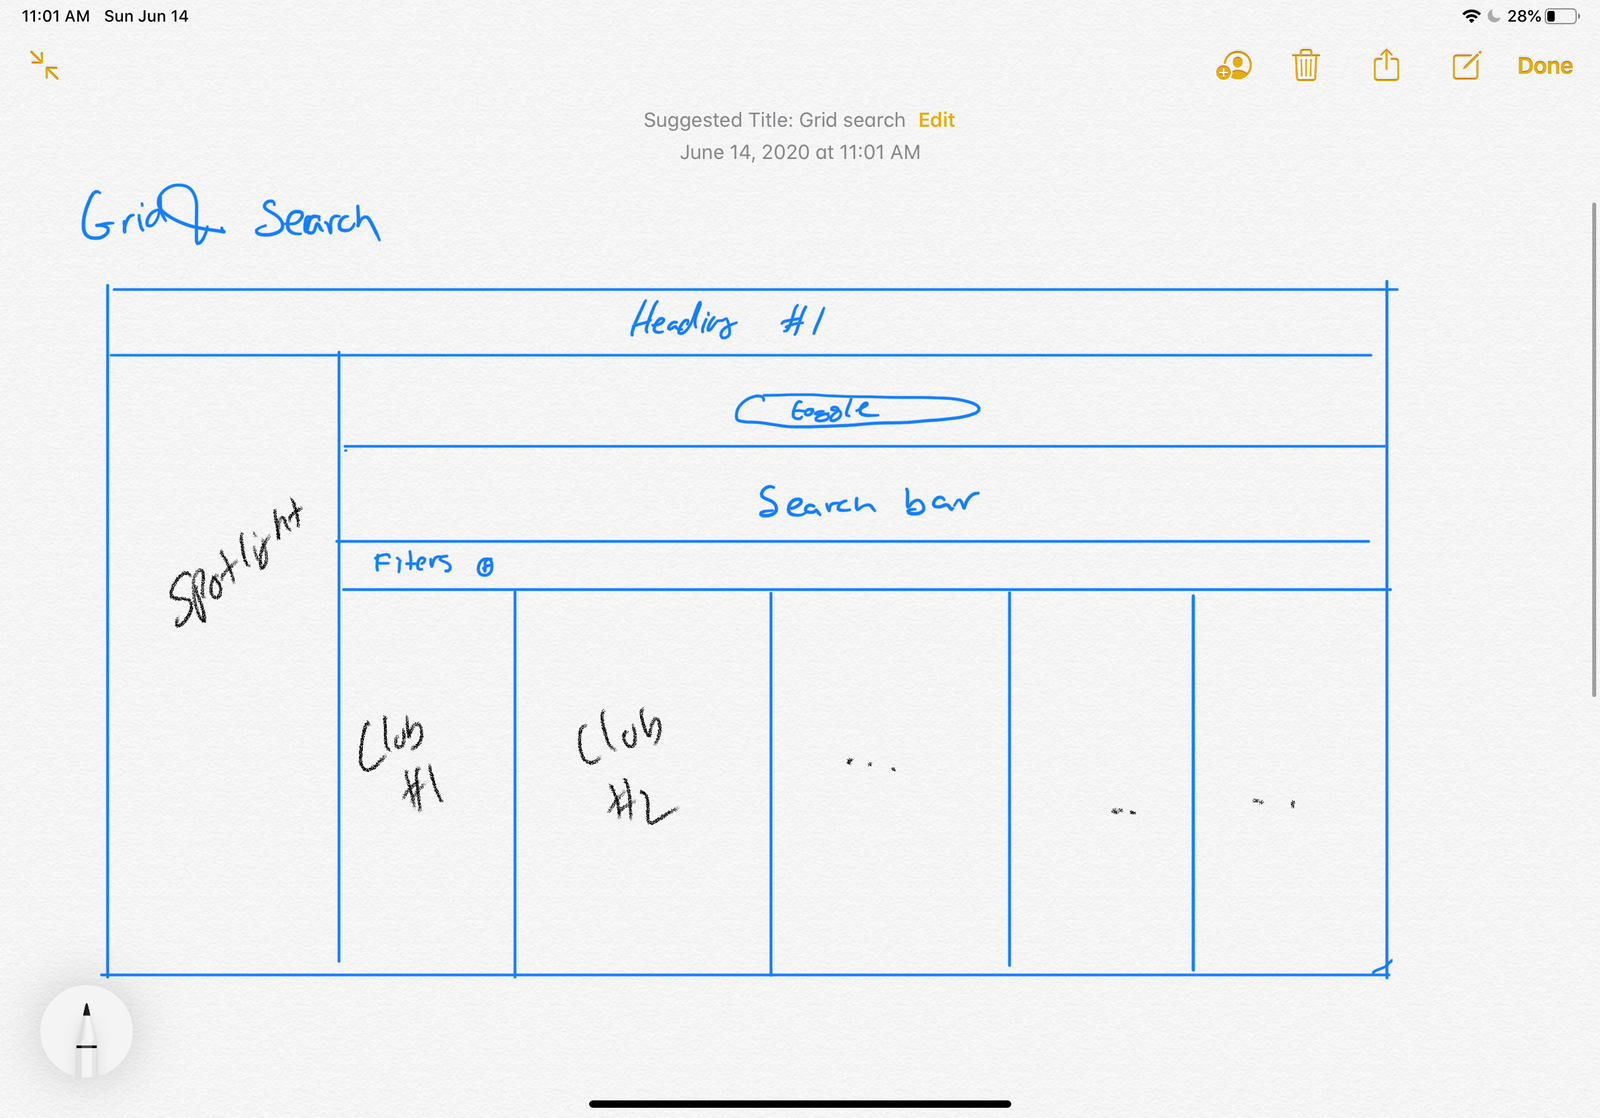 11:01 AM Sun Jun 14
28%
Done
Suggested Title: Grid search Edit
June 14, 2020 at 11:01 AM
Grid Search
Heading #1
toggle
Search bar
Spotlight
Fiters
Club
#1
Club
#2
...
..
...